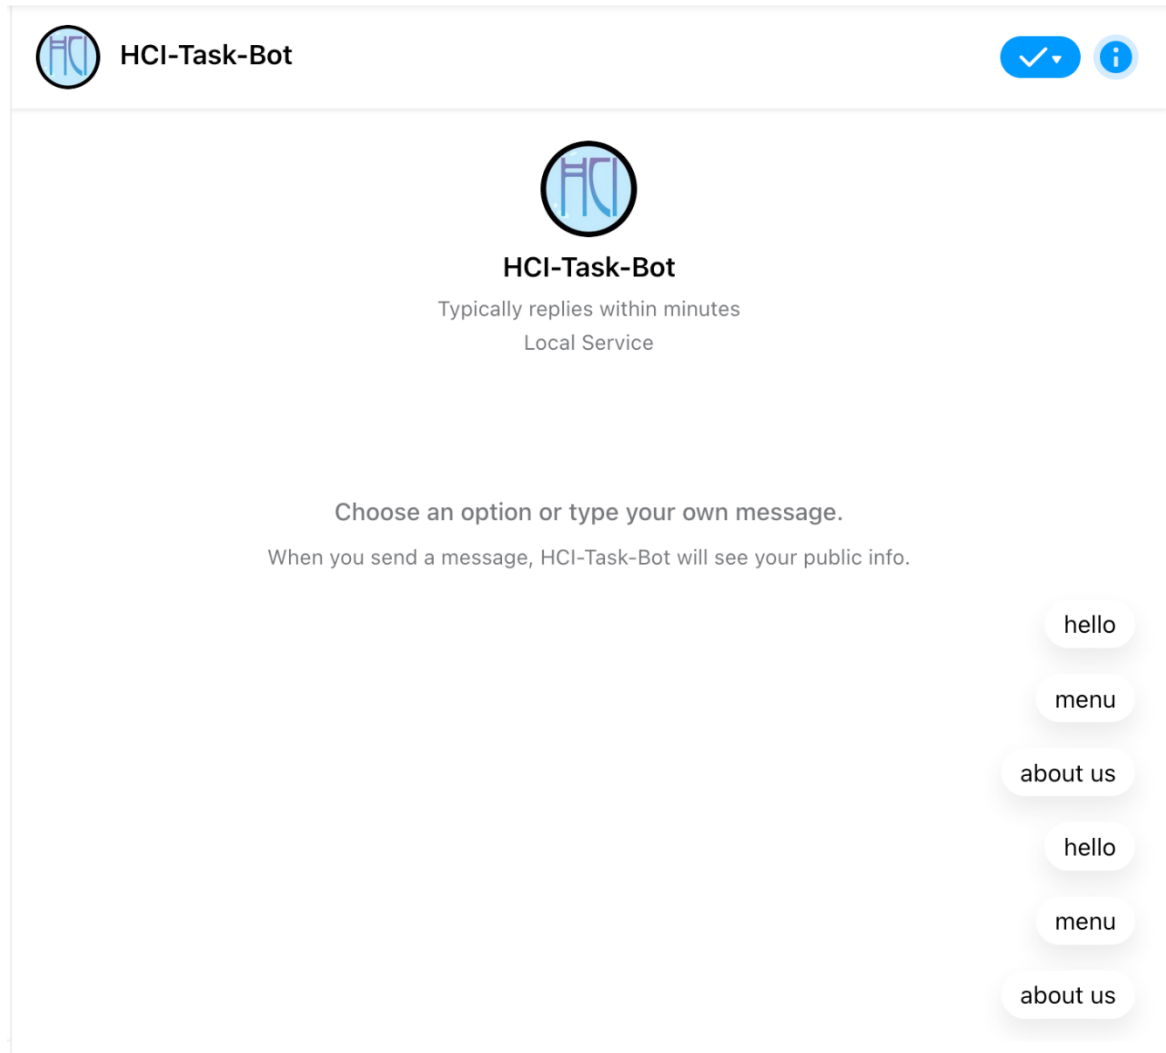 HCI
HCI-Task-Bot
HCI
HCI-Task-Bot
Typically replies within minutes
Local Service
Choose an option or type your own message.
When you send a message, HCI-Task-Bot will see your public info.
hello
menu
about us
hello
menu
about us